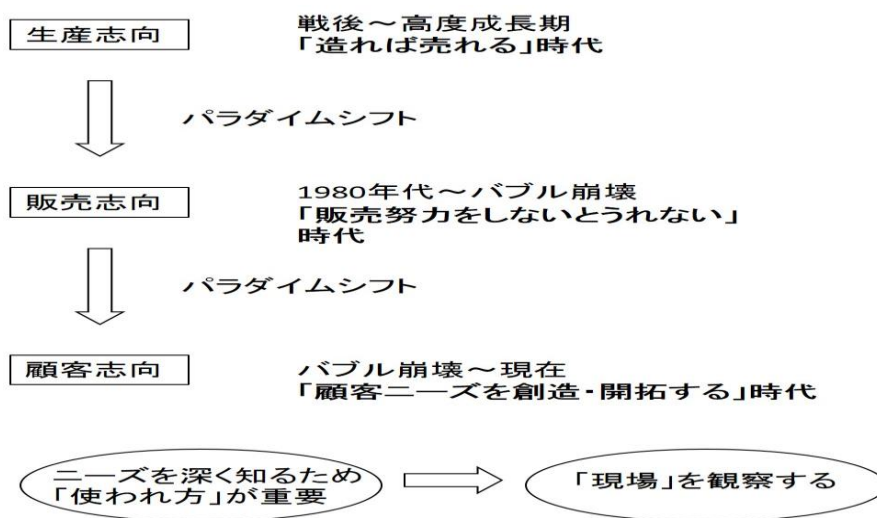 生産志向
戦後～高度成長期
「造れば売れる」時代
パラダイムシフト
販売志向
1980年代～バブル崩壊
「販売努力をしないとうれない」
時代
パラダイムシフト
顧客志向
バブル崩壊～現在
「顧客ニーズを創造・開拓する」時代
ニーズを深く知るため
「使われ方」が重要
「現場」を観察する